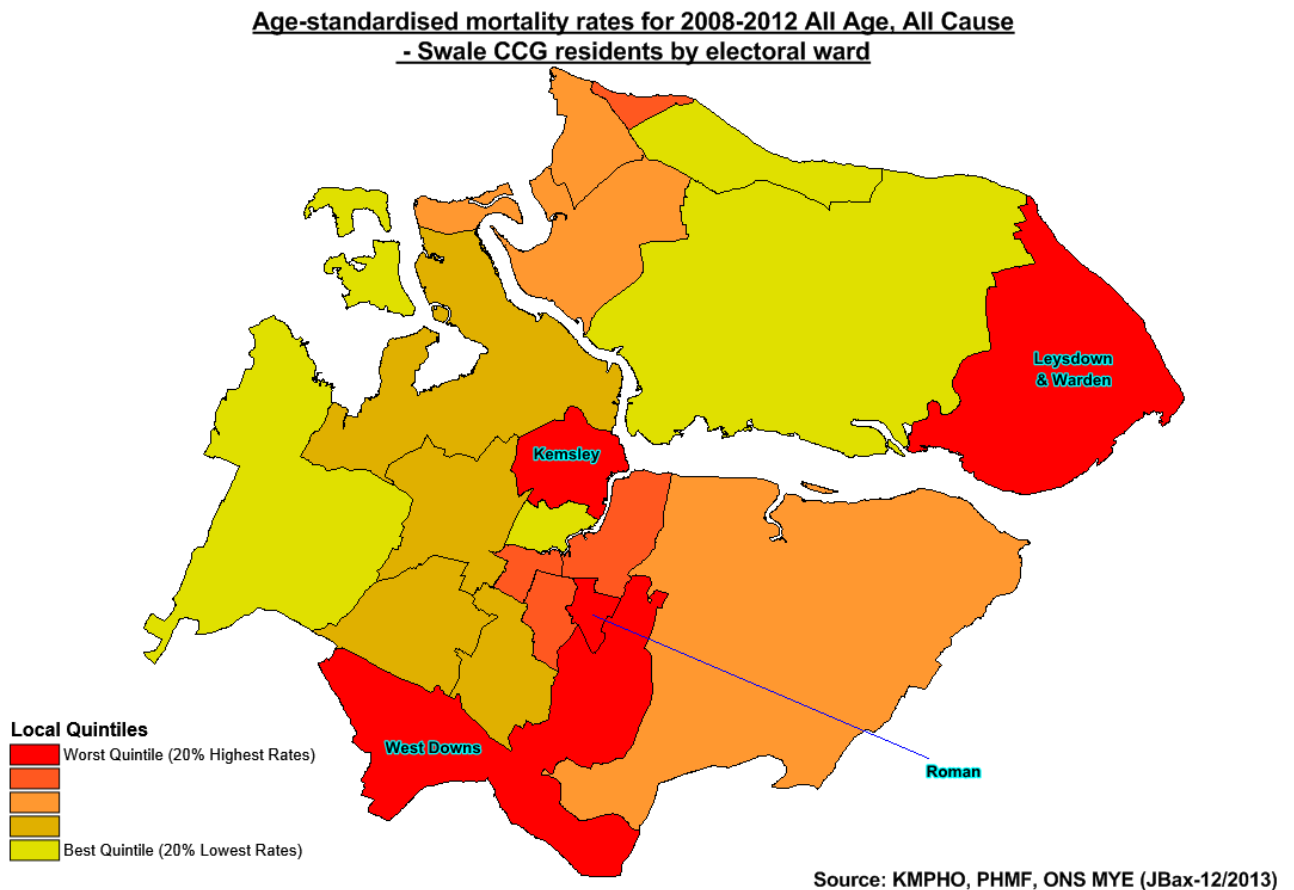 Age-standardised mortality rates for 2008-2012 All Age, All Cause
- Swale CCG residents by electoral ward
Leysdown
& Warden
Kemsley
West Downs
Roman
Local Quintiles
Worst Quintile (20% Highest Rates)
Best Quintile (20% Lowest Rates)
Source: KMPHO, PHMF, ONS MYE (JBax-12/2013)